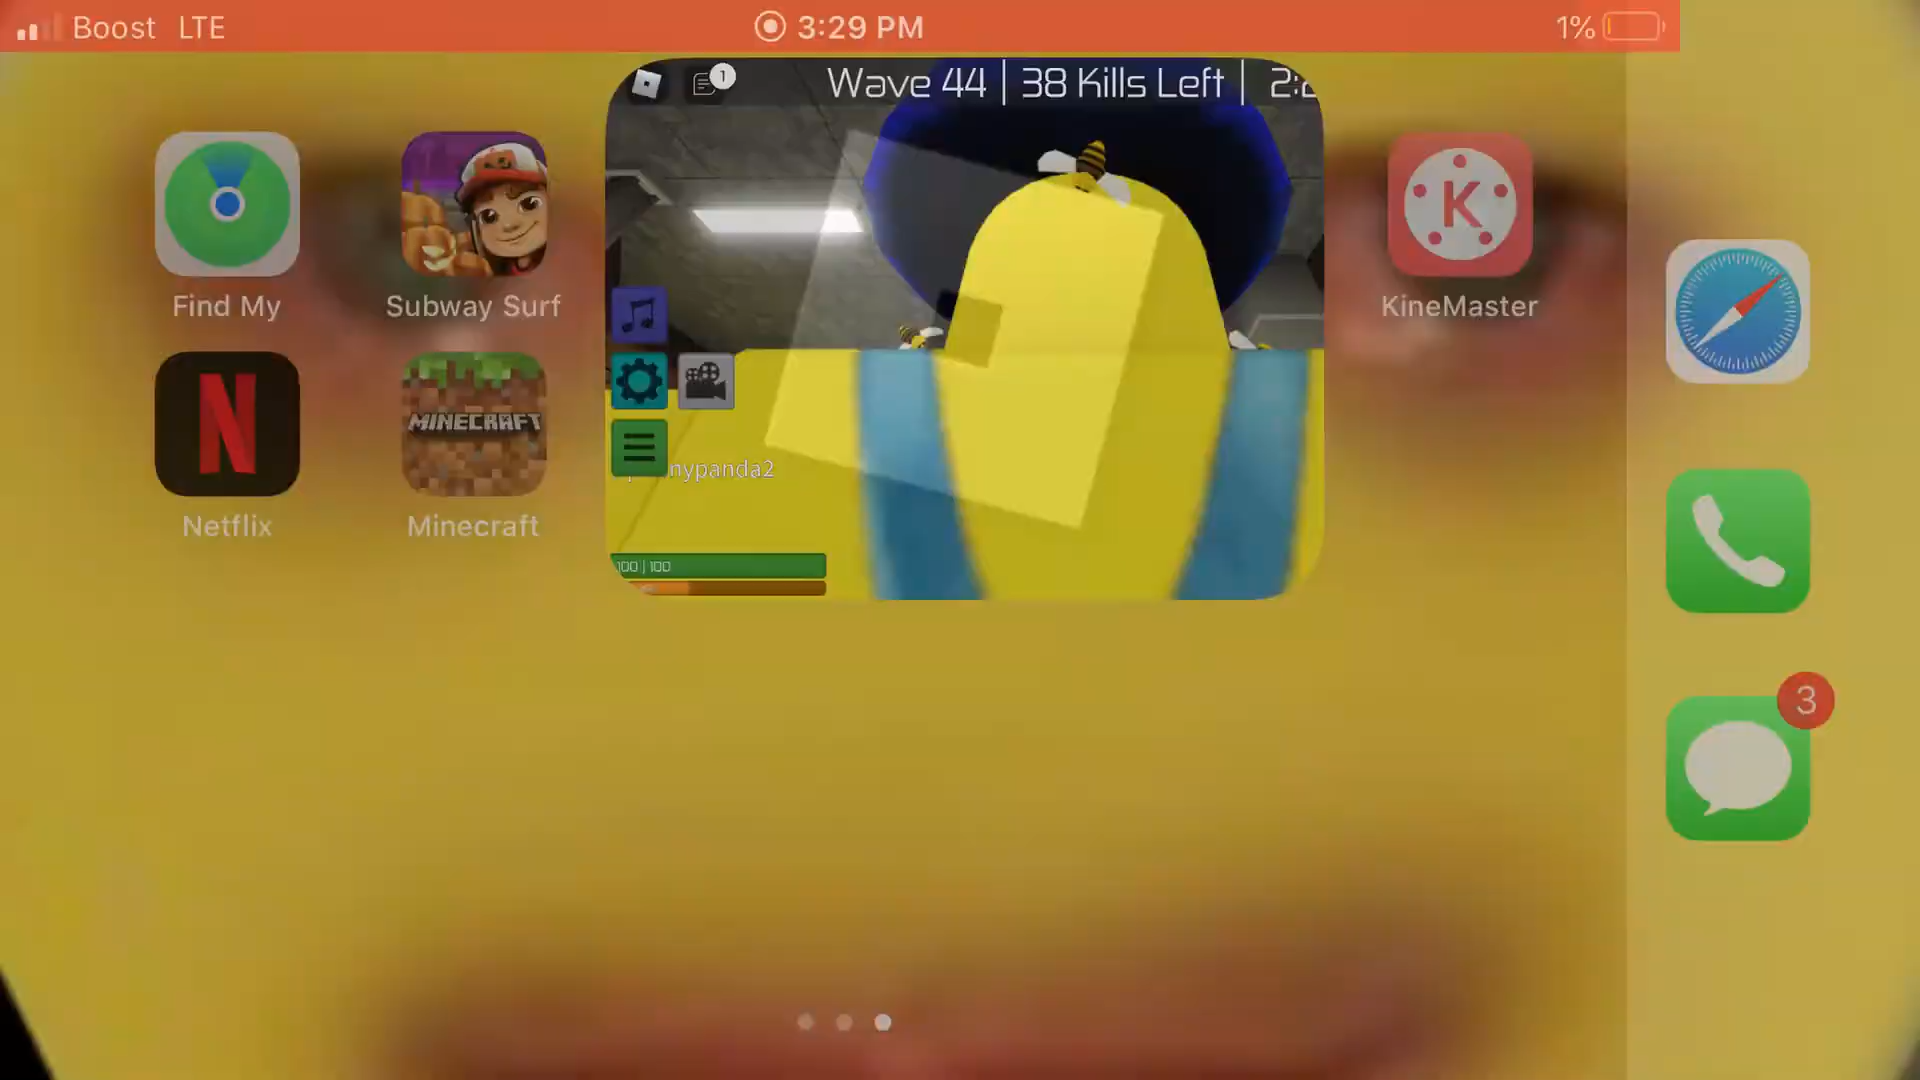 Boost LTE
3:29 PM
1%
1
Wave 44 | 38 Kills Left |
Find My
Subway Surf
KineMaster
K
N
MINECRAFT
Netflix
Minecraft
nypanda2
100 | 100
3